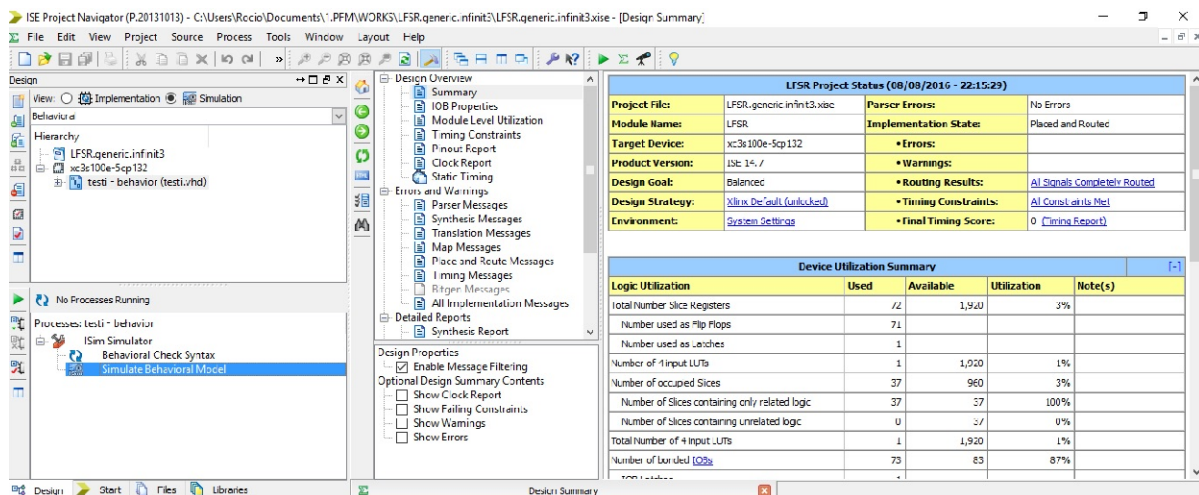 ISE Project Navigator (P.20131013) - C:\Users\Rocio\Documents\1.PFM\WORKS\LFSR.generic.infinit3\LFSR.generic.infinit3.xise - [Design Summary]
File Edit View Project Source Process Tools Window Layout Help
Design
View: Implementation Simulation
Behavioral
Hierarchy
LFSR.generic.infinit3
xc3s100e-5cp132
testi - behavior (testi.vhd)
No Processes Running
Processes: testi - behavior
ISim Simulator
Behavioral Check Syntax
Simulate Behavioral Model
Design Start Files Libraries
Design Overview
Summary
IOB Properties
Module Level Utilization
Timing Constraints
Pinout Report
Clock Report
Static Timing
Errors and Warnings
Parser Messages
Synthesis Messages
Translation Messages
Map Messages
Place and Route Messages
Timing Messages
Bitgen Messages
All Implementation Messages
Detailed Reports
Synthesis Report
Design Properties
Enable Message Filtering
Optional Design Summary Contents
Show Clock Report
Show Failing Constraints
Show Warnings
Show Errors
LFSR Project Status (08/08/2016 - 22:15:29)
Project File: LFSR.generic.infinit3.xise Parser Errors: No Errors
Module Name: LFSR Implementation State: Placed and Routed
Target Device: xc3s100e-5cp132 •Errors:
Product Version: ISE 14.7 •Warnings:
Design Goal: Balanced •Routing Results: All Signals Completely Routed
Design Strategy: Xilinx Default (unlocked) •Timing Constraints: All Constraints Met
Environment: System Settings •Final Timing Score: 0 (Timing Report)
Device Utilization Summary [-]
Logic Utilization Used Available Utilization Note(s)
Total Number Slice Registers 72 1,920 3%
Number used as Flip Flops 71
Number used as Latches 1
Number of 4 input LUTs 1 1,920 1%
Number of occupied Slices 37 960 3%
Number of Slices containing only related logic 37 37 100%
Number of Slices containing unrelated logic 0 37 0%
Total Number of 4 input LUTs 1 1,920 1%
Number of bonded IOBs 73 83 87%
Design Summary